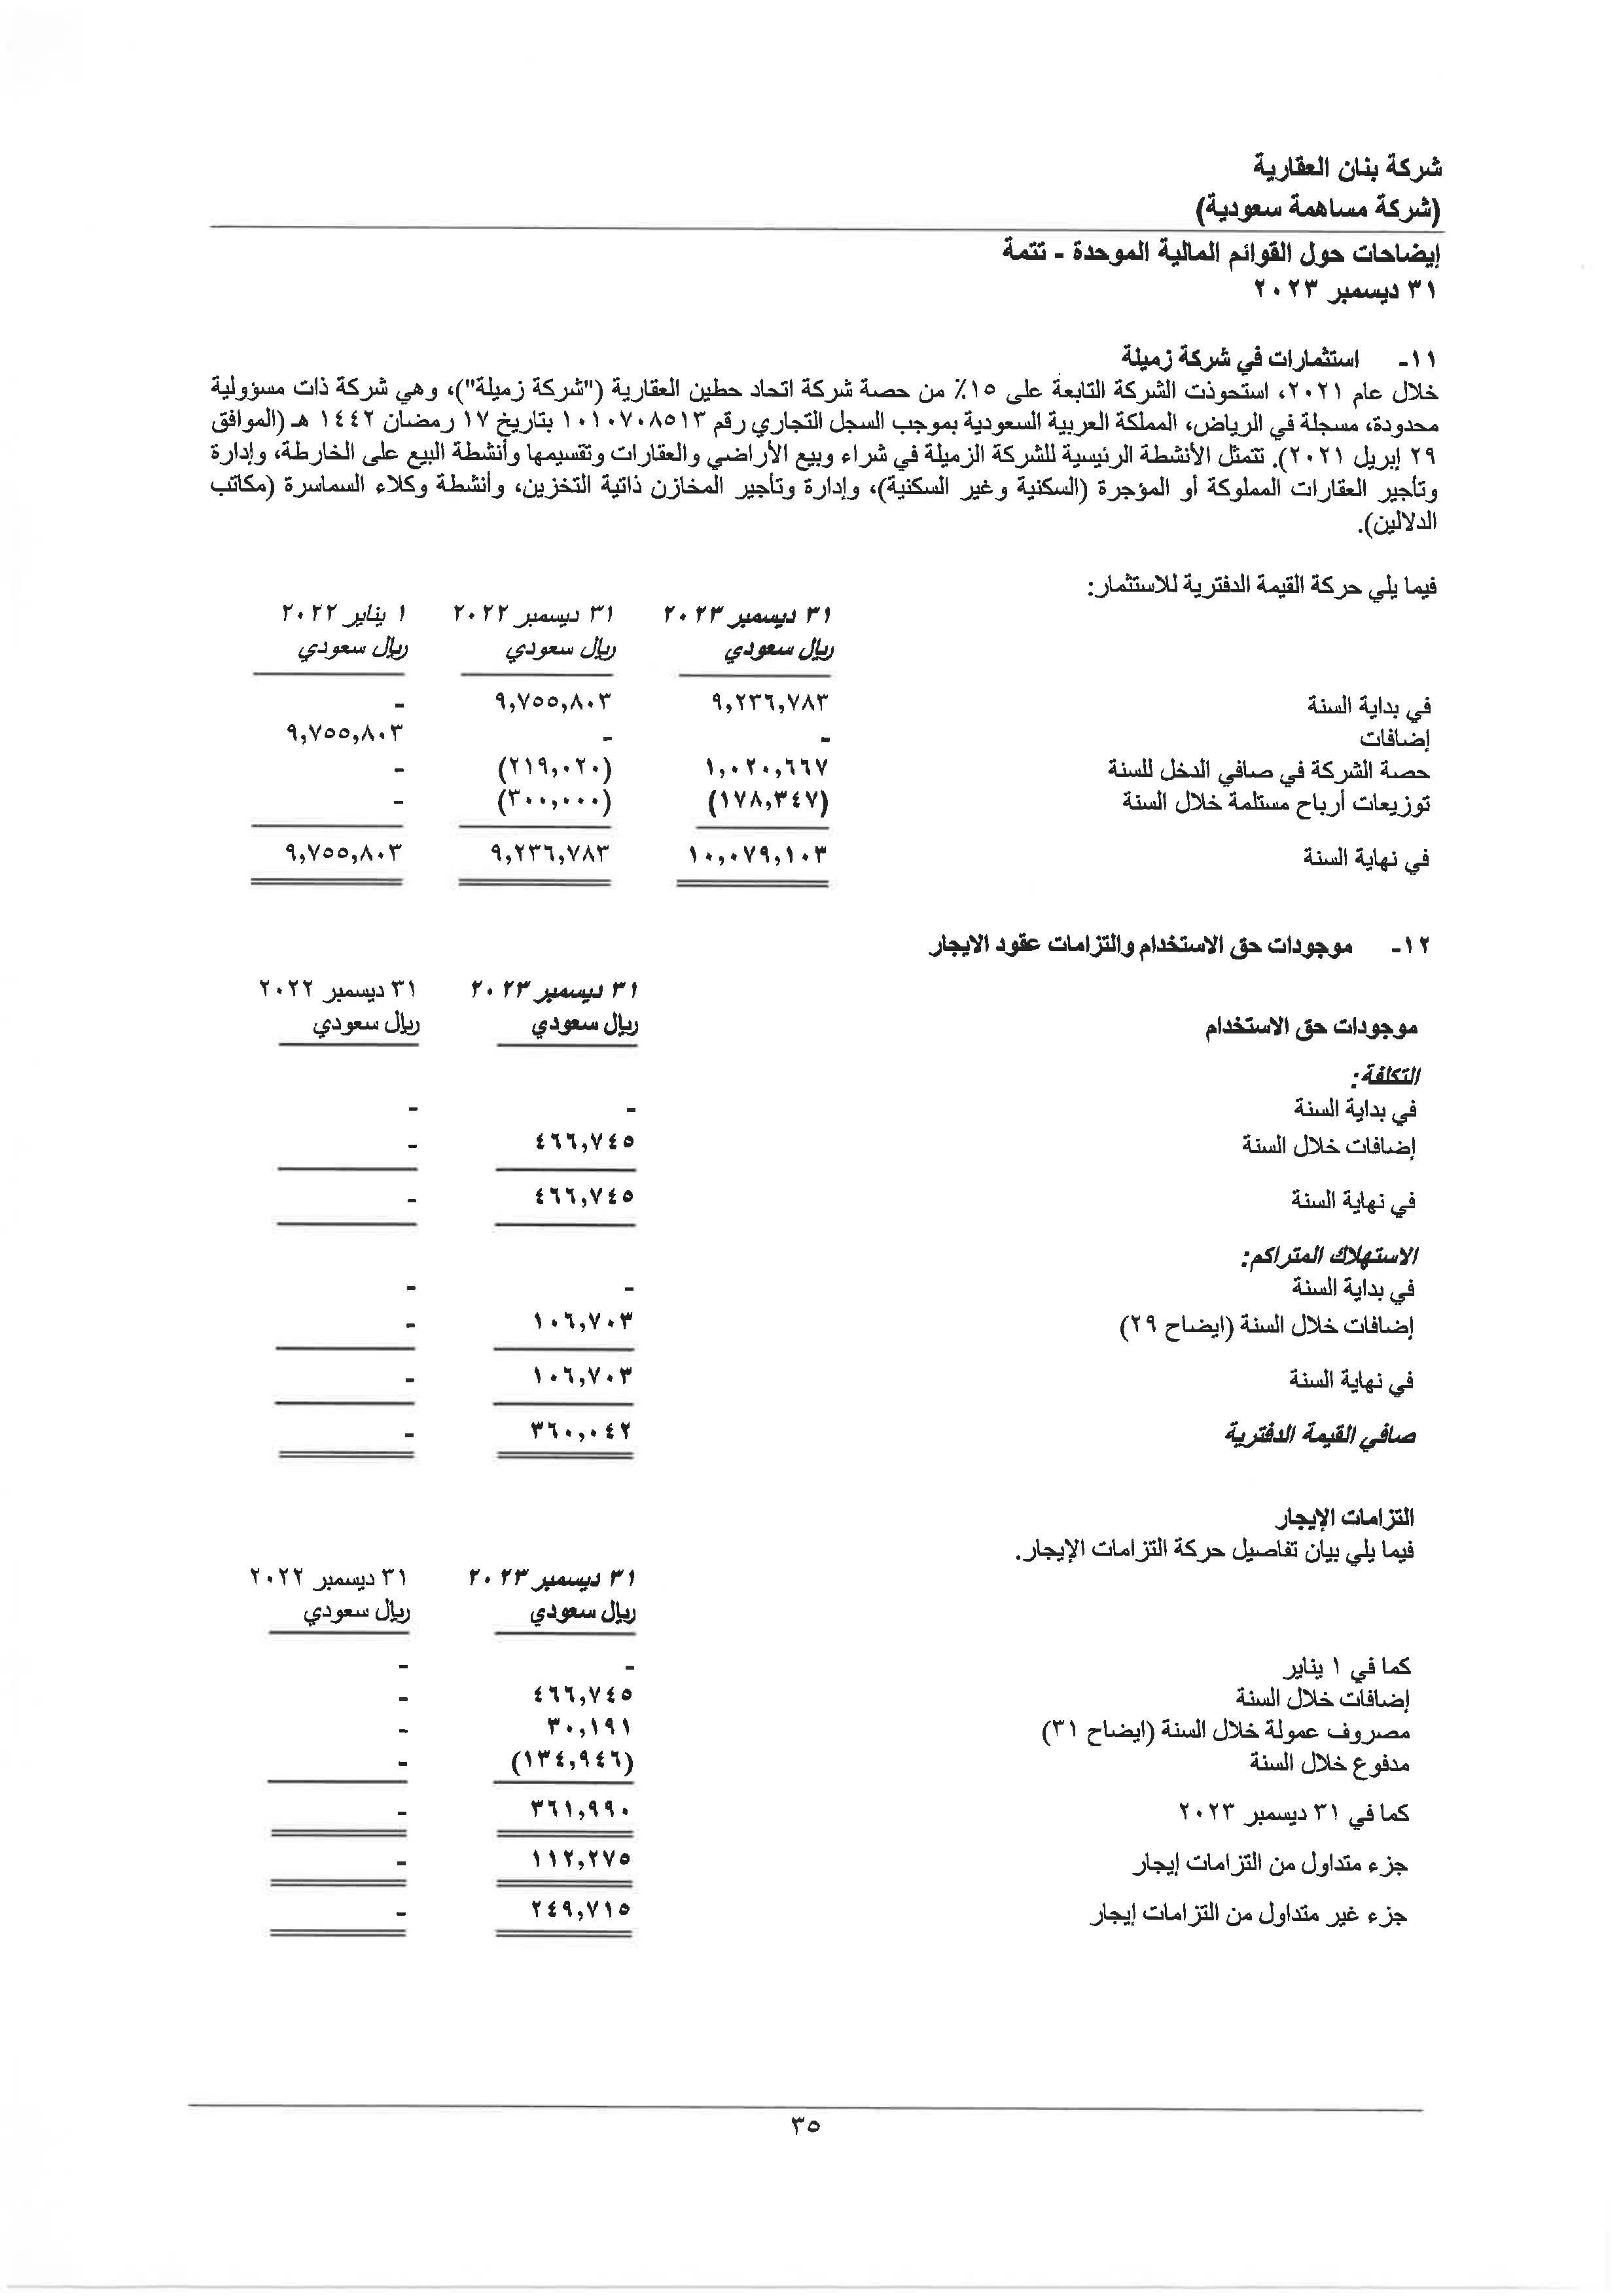 شركة بنان العقارية
(شركة مساهمة سعودية)
إيضاحات حول القوائم المالية الموحدة - تتمة
٣١ ديسمبر ٢٠٢٣
١١- استثمارات في شركة زميلة
خلال عام ٢٠٢١، استحوذت الشركة التابعة على ١٥٪ من حصة شركة اتحاد حطين العقارية ("شركة زميلة")، وهي شركة ذات مسؤولية
محدودة، مسجلة في الرياض، المملكة العربية السعودية بموجب السجل التجاري رقم ١٠١٠٧٠٨٥١٣ بتاريخ ١٧ رمضان ١٤٤٢ هـ (الموافق
٢٩ إبريل ٢٠٢١). تتمثل الأنشطة الرئيسية للشركة الزميلة في شراء وبيع الأراضي والعقارات وتقسيمها وأنشطة البيع على الخارطة، وإدارة
وتأجير العقارات المملوكة أو المؤجرة (السكنية وغير السكنية)، وإدارة وتأجير المخازن ذاتية التخزين، وأنشطة وكلاء السماسرة (مكاتب
الدلالين).
فيما يلي حركة القيمة الدفترية للاستثمار:
٣١ ديسمبر ٢٠٢٣ ٣١ ديسمبر ٢٠٢٢ ١ يناير ٢٠٢٢
ريال سعودي ريال سعودي ريال سعودي
في بداية السنة ٩,٢٣٦,٧٨٣ ٩,٧٥٥,٨٠٣ -
إضافات - - ٩,٧٥٥,٨٠٣
حصة الشركة في صافي الدخل للسنة ١,٠٢٠,٦٦٧ (٢١٩,٠٢٠) -
توزيعات أرباح مستلمة خلال السنة (١٧٨,٣٤٧) (٣٠٠,٠٠٠) -
في نهاية السنة ١٠,٠٧٩,١٠٣ ٩,٢٣٦,٧٨٣ ٩,٧٥٥,٨٠٣
١٢- موجودات حق الاستخدام والتزامات عقود الايجار
٣١ ديسمبر ٢٠٢٣ ٣١ ديسمبر ٢٠٢٢
موجودات حق الاستخدام ريال سعودي ريال سعودي
التكلفة:
في بداية السنة - -
إضافات خلال السنة ٤٦٦,٧٤٥ -
في نهاية السنة ٤٦٦,٧٤٥ -
الاستهلاك المتراكم:
في بداية السنة - -
إضافات خلال السنة (ايضاح ٢٩) ١٠٦,٧٠٣ -
في نهاية السنة ١٠٦,٧٠٣ -
صافي القيمة الدفترية ٣٦٠,٠٤٢ -
التزامات الإيجار
فيما يلي بيان تفاصيل حركة التزامات الإيجار.
٣١ ديسمبر ٢٠٢٣ ٣١ ديسمبر ٢٠٢٢
ريال سعودي ريال سعودي
كما في ١ يناير - -
إضافات خلال السنة ٤٦٦,٧٤٥ -
مصروف عمولة خلال السنة (ايضاح ٣١) ٣٠,١٩١ -
مدفوع خلال السنة (١٣٤,٩٤٦) -
كما في ٣١ ديسمبر ٢٠٢٣ ٣٦١,٩٩٠ -
جزء متداول من التزامات إيجار ١١٢,٢٧٥ -
جزء غير متداول من التزامات إيجار ٢٤٩,٧١٥ -
٣٥